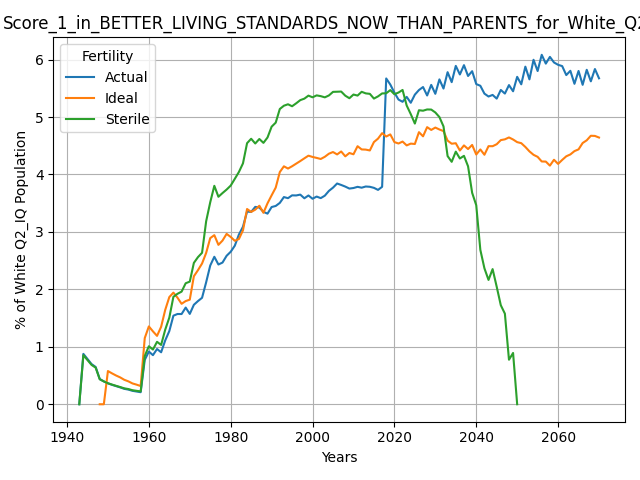 Score_1_in_BETTER_LIVING_STANDARDS_NOW_THAN_PARENTS_for_White_Q2
Fertility
Actual
Ideal
Sterile
% of White Q2_IQ Population
6
5
4
3
2
1
0
1940 1960 1980 2000 2020 2040 2060
Years